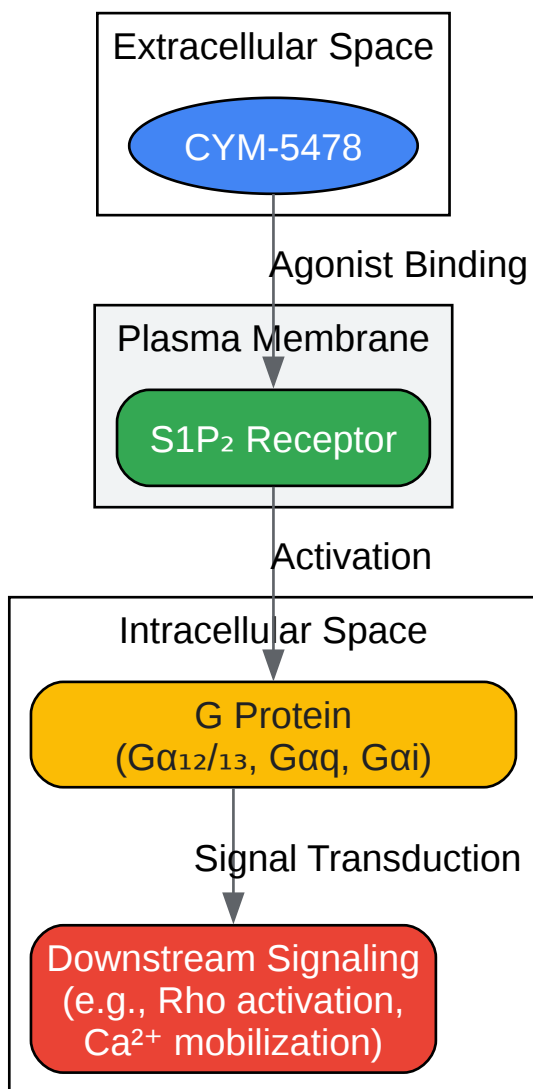 Extracellular Space
CYM-5478
Agonist Binding
Plasma Membrane
S1P₂ Receptor
Activation
Intracellular Space
G Protein
(Gα₁₂/₁₃, Gαq, Gαi)
Signal Transduction
Downstream Signaling
(e.g., Rho activation,
Ca²⁺ mobilization)